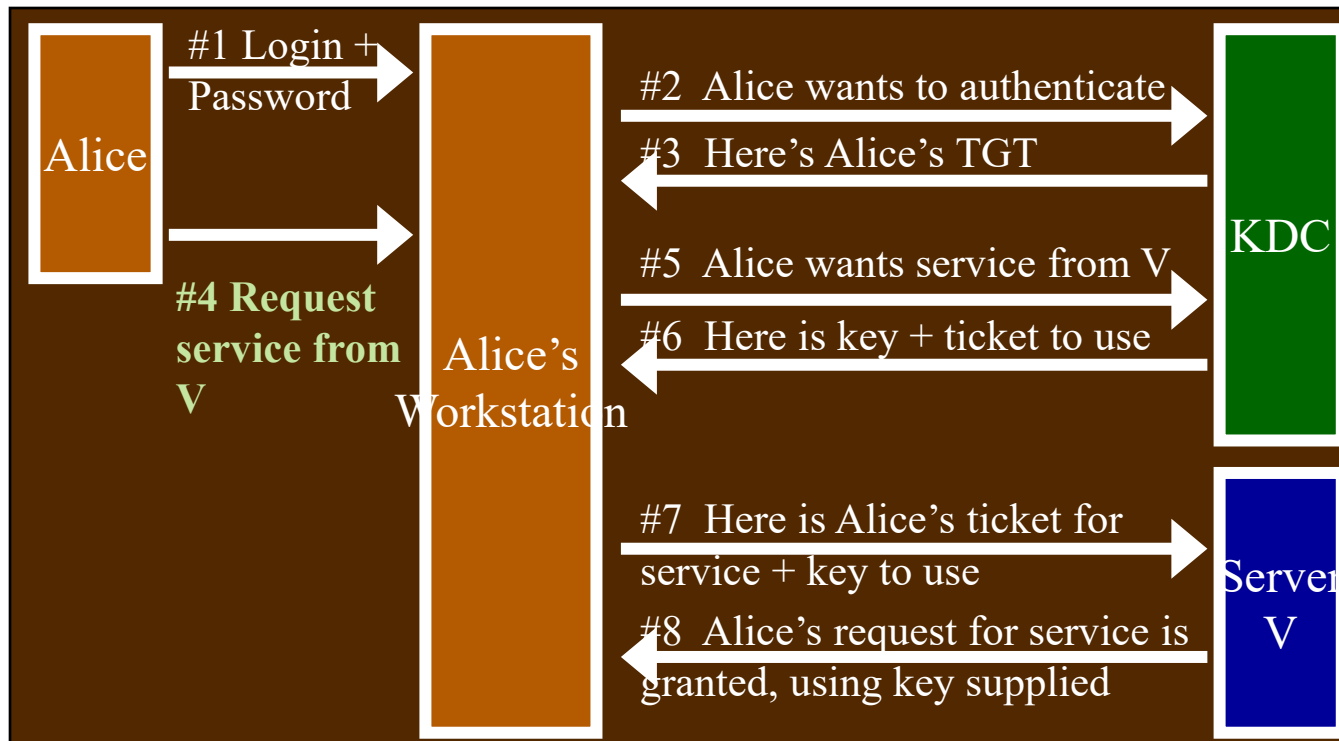 #1 Login +
Password
Alice
#2 Alice wants to authenticate
#3 Here’s Alice’s TGT
KDC
#4 Request
service from
V
#5 Alice wants service from V
#6 Here is key + ticket to use
Alice’s
Workstation
#7 Here is Alice’s ticket for
service + key to use
Server
V
#8 Alice’s request for service is
granted, using key supplied